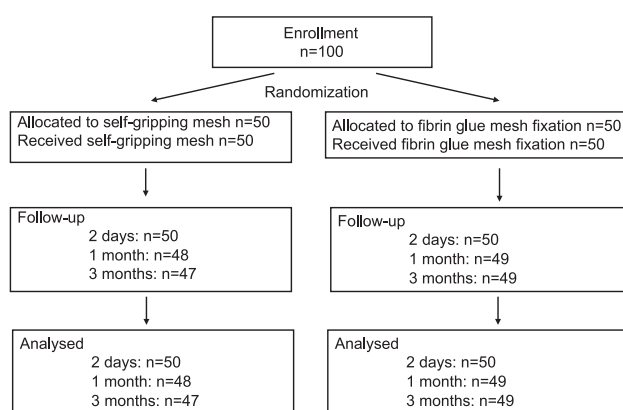 Enrollment
n=100
Randomization
Allocated to self-gripping mesh n=50
Received self-gripping mesh n=50
Allocated to fibrin glue mesh fixation n=50
Received fibrin glue mesh fixation n=50
Follow-up
2 days: n=50
1 month: n=48
3 months: n=47
Follow-up
2 days: n=50
1 month: n=49
3 months: n=49
Analysed
2 days: n=50
1 month: n=48
3 months: n=47
Analysed
2 days: n=50
1 month: n=49
3 months: n=49